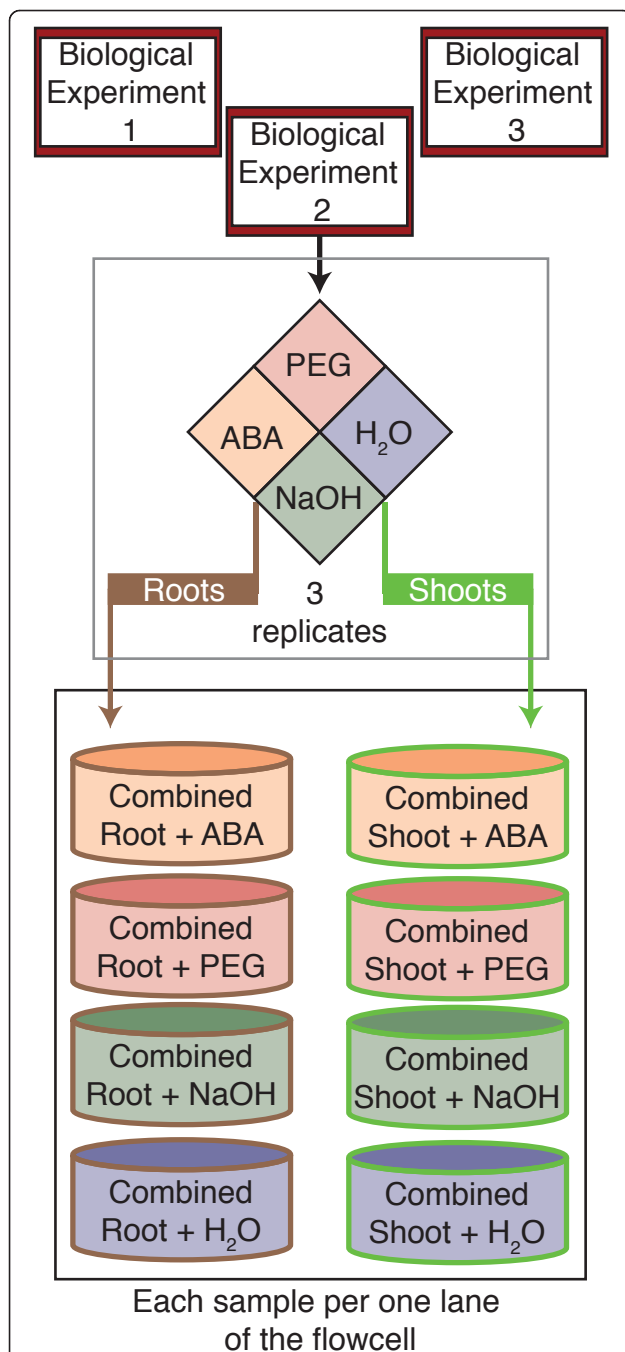 Biological
Experiment
1
Biological
Experiment
2
Biological
Experiment
3
PEG
ABA
H₂O
NaOH
Roots
3
replicates
Shoots
Combined
Root + ABA
Combined
Shoot + ABA
Combined
Root + PEG
Combined
Shoot + PEG
Combined
Root + NaOH
Combined
Shoot + NaOH
Combined
Root + H₂O
Combined
Shoot + H₂O
Each sample per one lane
of the flowcell